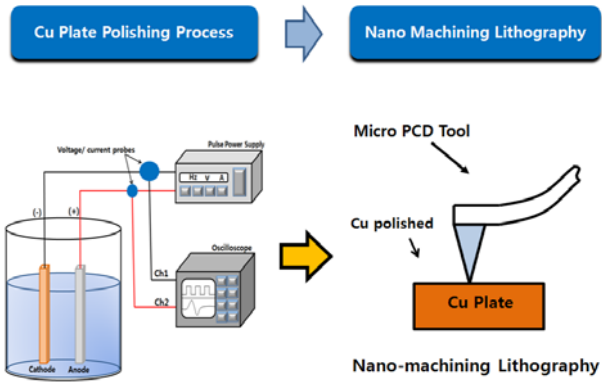 Cu Plate Polishing Process
Nano Machining Lithography
Voltage/ current probes
Pulse Power Supply
Hz V A
(-)
(+)
Oscilloscope
Ch1
Ch2
Cathode
Anode
Micro PCD Tool
Cu polished
Cu Plate
Nano-machining Lithography